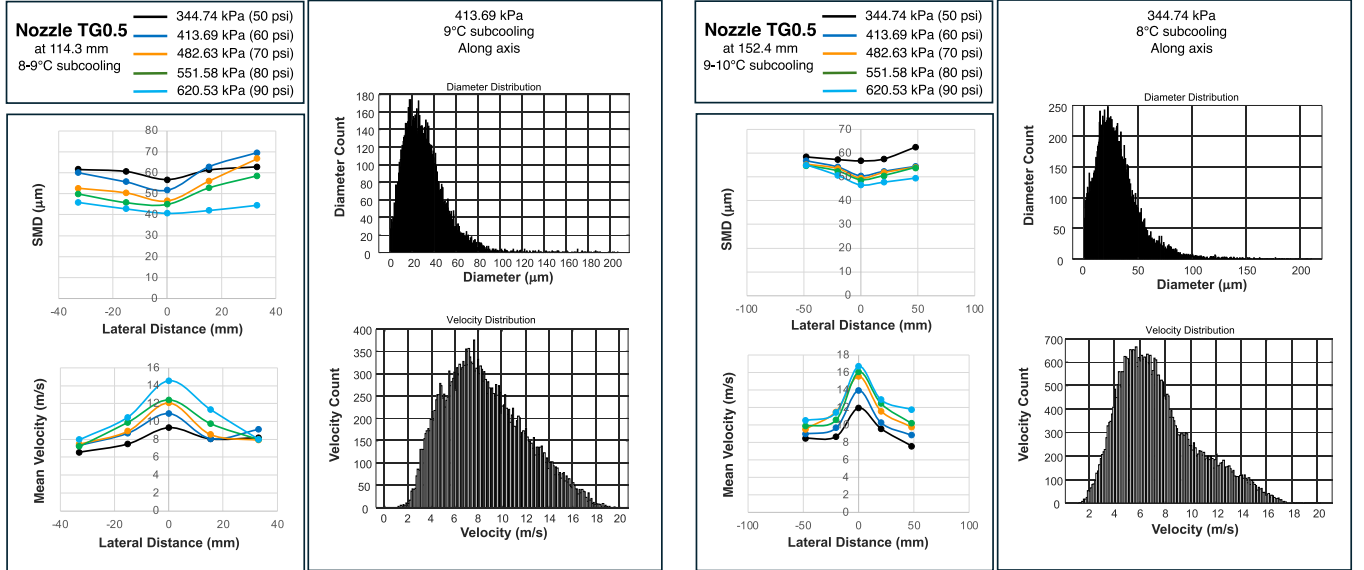 Nozzle TG0.5
at 114.3 mm
8-9°C subcooling
344.74 kPa (50 psi)
413.69 kPa (60 psi)
482.63 kPa (70 psi)
551.58 kPa (80 psi)
620.53 kPa (90 psi)
SMD (µm)
80
70
60
50
40
30
20
10
0
-40 -20 0 20 40
Lateral Distance (mm)
Mean Velocity (m/s)
16
14
12
10
8
6
4
2
0
-40 -20 0 20 40
Lateral Distance (mm)
413.69 kPa
9°C subcooling
Along axis
Diameter Distribution
Diameter Count
180
160
140
120
100
80
60
40
20
0
0 20 40 60 80 100 120 140 160 180 200
Diameter (µm)
Velocity Distribution
Velocity Count
400
350
300
250
200
150
100
50
0
0 2 4 6 8 10 12 14 16 18 20
Velocity (m/s)
Nozzle TG0.5
at 152.4 mm
9-10°C subcooling
344.74 kPa (50 psi)
413.69 kPa (60 psi)
482.63 kPa (70 psi)
551.58 kPa (80 psi)
620.53 kPa (90 psi)
SMD (µm)
70
60
50
40
30
20
10
0
-100 -50 0 50 100
Lateral Distance (mm)
Mean Velocity (m/s)
18
16
14
12
10
8
6
4
2
0
-100 -50 0 50 100
Lateral Distance (mm)
344.74 kPa
8°C subcooling
Along axis
Diameter Distribution
Diameter Count
250
200
150
100
50
0
0 50 100 150 200
Diameter (µm)
Velocity Distribution
Velocity Count
700
600
500
400
300
200
100
0
2 4 6 8 10 12 14 16 18 20
Velocity (m/s)